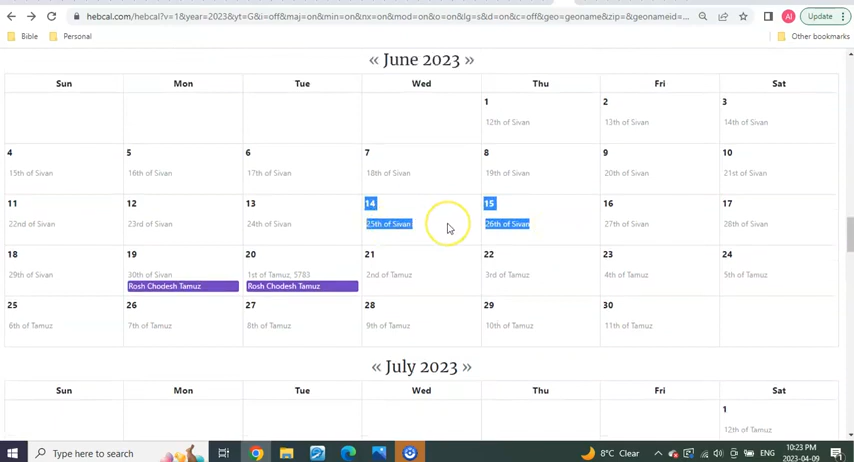 hebcal.com/hebcal?v=1&year=2023&yt=G&i=off&maj=on&min=on&nx=on&mod=on&o=on&lg=s&d=on&c=off&geo=geoname&zip=&geonameid=...
Update
Bible
Personal
Other bookmarks
« June 2023 »
Sun Mon Tue Wed Thu Fri Sat
1 2 3
12th of Sivan 13th of Sivan 14th of Sivan
4 5 6 7 8 9 10
15th of Sivan 16th of Sivan 17th of Sivan 18th of Sivan 19th of Sivan 20th of Sivan 21st of Sivan
11 12 13 14 15 16 17
22nd of Sivan 23rd of Sivan 24th of Sivan 25th of Sivan 26th of Sivan 27th of Sivan 28th of Sivan
18 19 20 21 22 23 24
29th of Sivan 30th of Sivan 1st of Tamuz, 5783 2nd of Tamuz 3rd of Tamuz 4th of Tamuz 5th of Tamuz
Rosh Chodesh Tamuz Rosh Chodesh Tamuz
25 26 27 28 29 30
6th of Tamuz 7th of Tamuz 8th of Tamuz 9th of Tamuz 10th of Tamuz 11th of Tamuz
« July 2023 »
Sun Mon Tue Wed Thu Fri Sat
1
12th of Tamuz
Type here to search
8°C Clear
ENG
10:23 PM
2023-04-09
AI